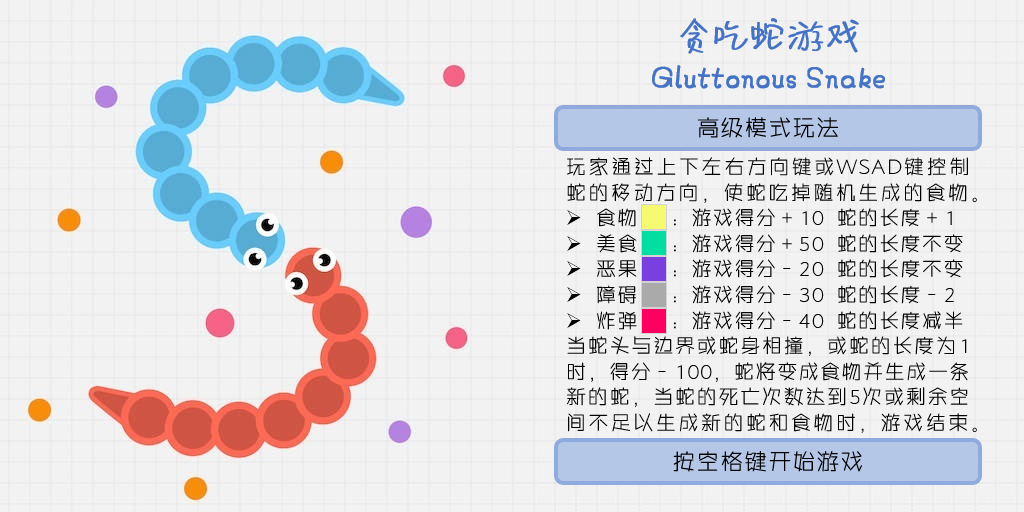 贪吃蛇游戏
Gluttonous Snake
高级模式玩法
玩家通过上下左右方向键或WSAD键控制
蛇的移动方向，使蛇吃掉随机生成的食物。
➢ 食物 ：游戏得分+10 蛇的长度+1
➢ 美食 ：游戏得分+50 蛇的长度不变
➢ 恶果 ：游戏得分-20 蛇的长度不变
➢ 障碍 ：游戏得分-30 蛇的长度-2
➢ 炸弹 ：游戏得分-40 蛇的长度减半
当蛇头与边界或蛇身相撞，或蛇的长度为1
时，得分-100，蛇将变成食物并生成一条
新的蛇，当蛇的死亡次数达到5次或剩余空
间不足以生成新的蛇和食物时，游戏结束。
按空格键开始游戏